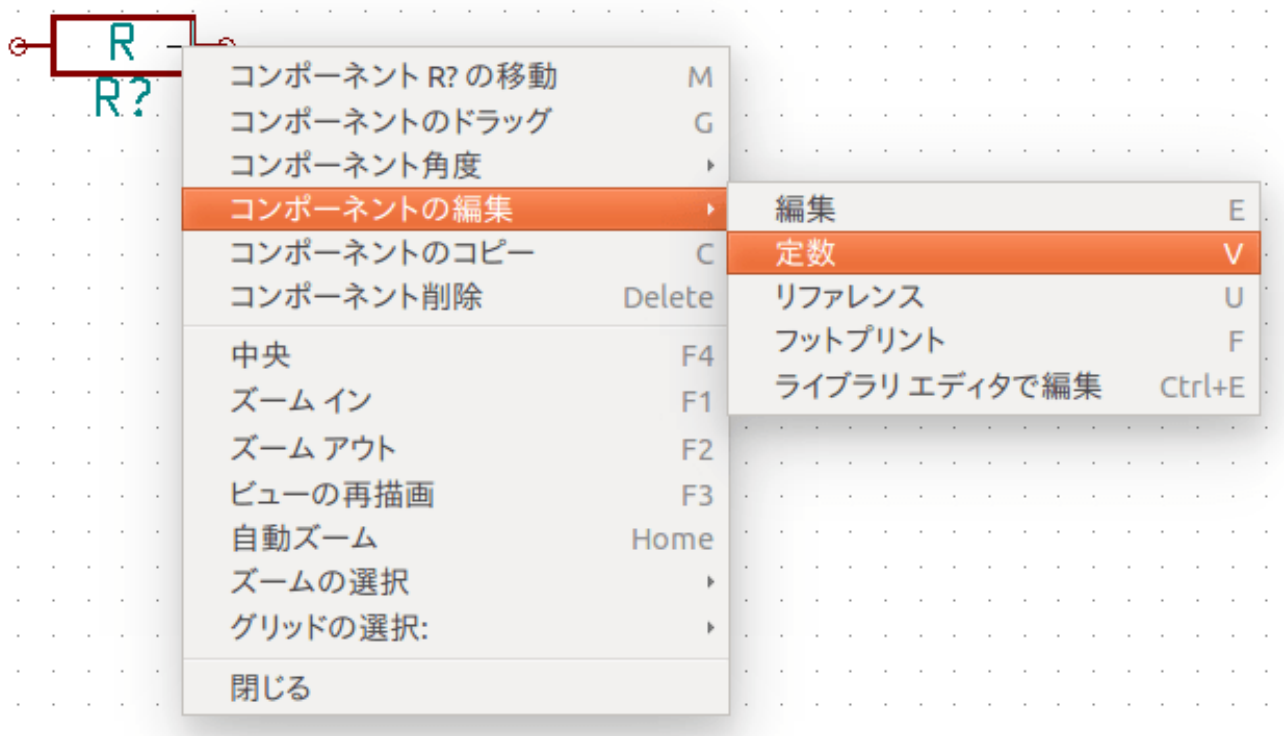 R
R?
コンポーネント R? の移動 M
コンポーネントのドラッグ G
コンポーネント角度
コンポーネントの編集
コンポーネントのコピー C
コンポーネント削除 Delete
中央 F4
ズーム イン F1
ズーム アウト F2
ビューの再描画 F3
自動ズーム Home
ズームの選択
グリッドの選択:
閉じる
編集 E
定数 V
リファレンス U
フットプリント F
ライブラリ エディタで編集 Ctrl+E